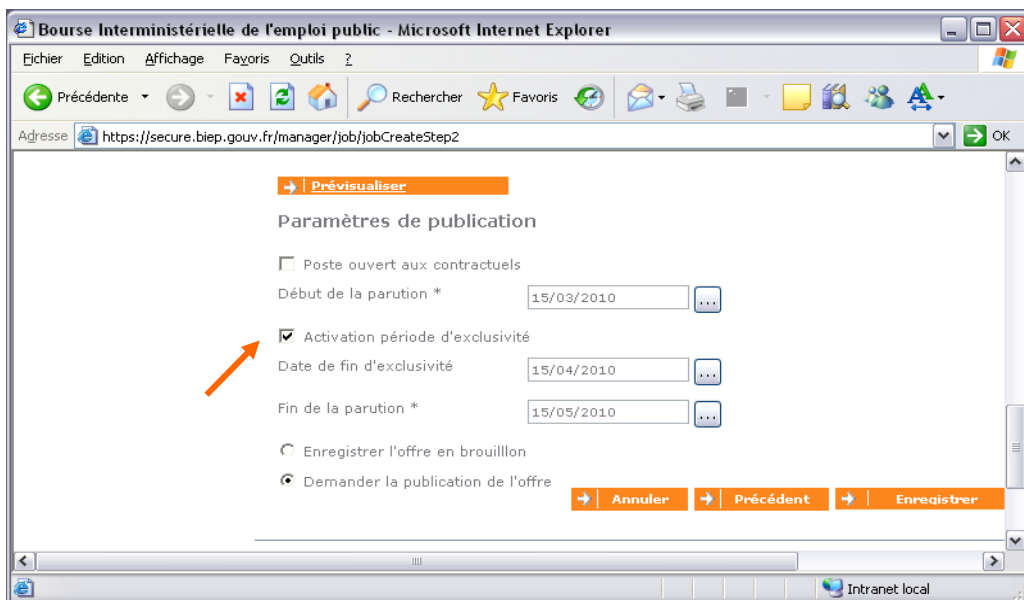 Bourse Interministérielle de l'emploi public - Microsoft Internet Explorer
Fichier Edition Affichage Favoris Outils ?
Précédente Rechercher Favoris
Adresse https://secure.biep.gouv.fr/manager/job/jobCreateStep2 OK
Prévisualiser
Paramètres de publication
Poste ouvert aux contractuels
Début de la parution * 15/03/2010 ...
Activation période d'exclusivité
Date de fin d'exclusivité 15/04/2010 ...
Fin de la parution * 15/05/2010 ...
Enregistrer l'offre en brouilllon
Demander la publication de l'offre
Annuler Précédent Enregistrer
Intranet local